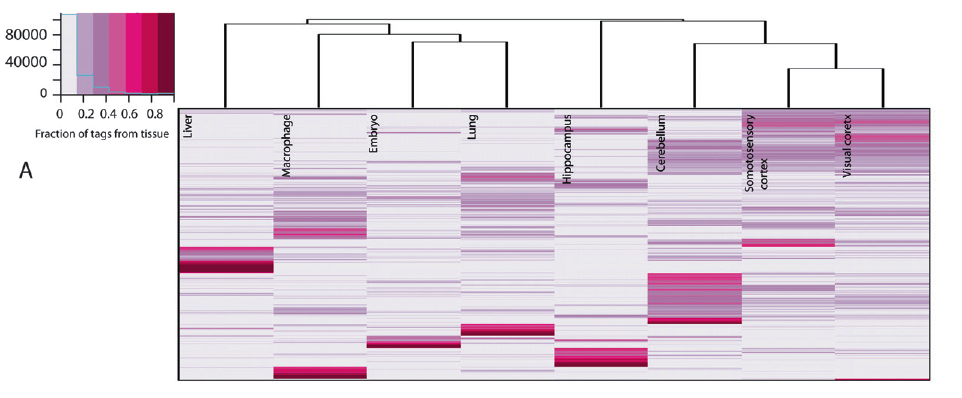 80000
40000
0
0 0.2 0.4 0.6 0.8
Fraction of tags from tissue
A
Liver
Macrophage
Embryo
Lung
Hippocampus
Cerebellum
Somotosensory
cortex
Visual coretx